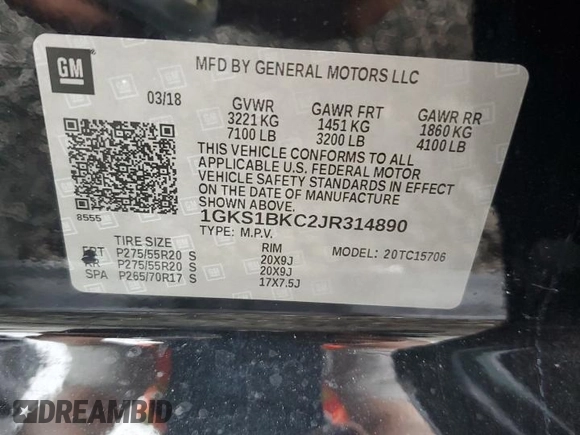 GM
MFD BY GENERAL MOTORS LLC
03/18
GVWR
3221 KG
7100 LB
GAWR FRT
1451 KG
3200 LB
GAWR RR
1860 KG
4100 LB
THIS VEHICLE CONFORMS TO ALL
APPLICABLE U.S. FEDERAL MOTOR
VEHICLE SAFETY STANDARDS IN EFFECT
ON THE DATE OF MANUFACTURE
SHOWN ABOVE.
8555
1GKS1BKC2JR314890
TYPE: M.P.V.
MODEL: 20TC15706
TIRE SIZE
RIM
FRT P275/55R20 S 20X9J
RR P275/55R20 S 20X9J
SPA P265/70R17 S 17X7.5J
DREAMBID